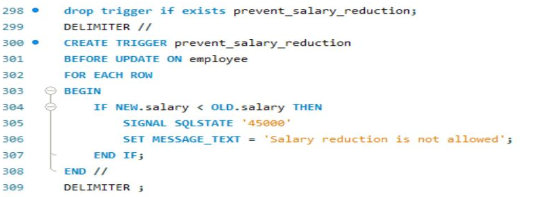 298 drop trigger if exists prevent_salary_reduction;
299 DELIMITER //
300 CREATE TRIGGER prevent_salary_reduction
301 BEFORE UPDATE ON employee
302 FOR EACH ROW
303 BEGIN
304 IF NEW.salary < OLD.salary THEN
305 SIGNAL SQLSTATE '45000'
306 SET MESSAGE_TEXT = 'Salary reduction is not allowed';
307 END IF;
308 END //
309 DELIMITER ;